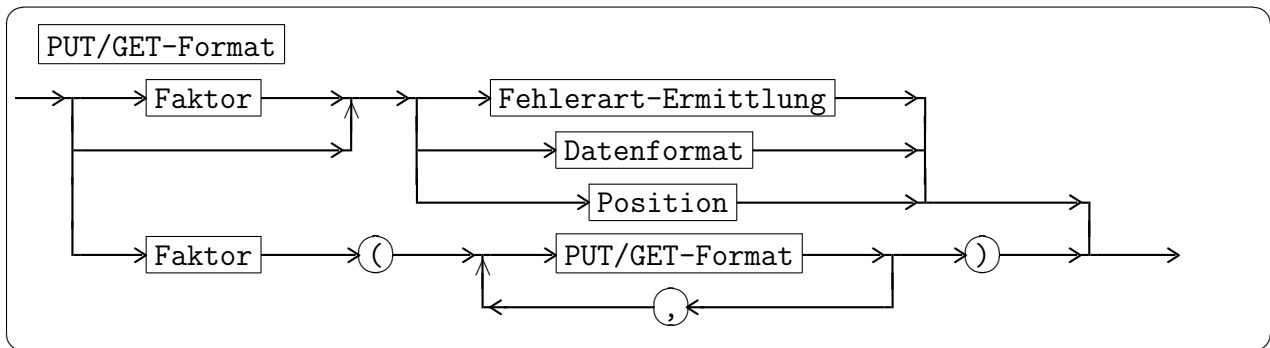 PUT/GET-Format
Faktor Fehlerart-Ermittlung
Datenformat
Position
Faktor ( PUT/GET-Format )
,